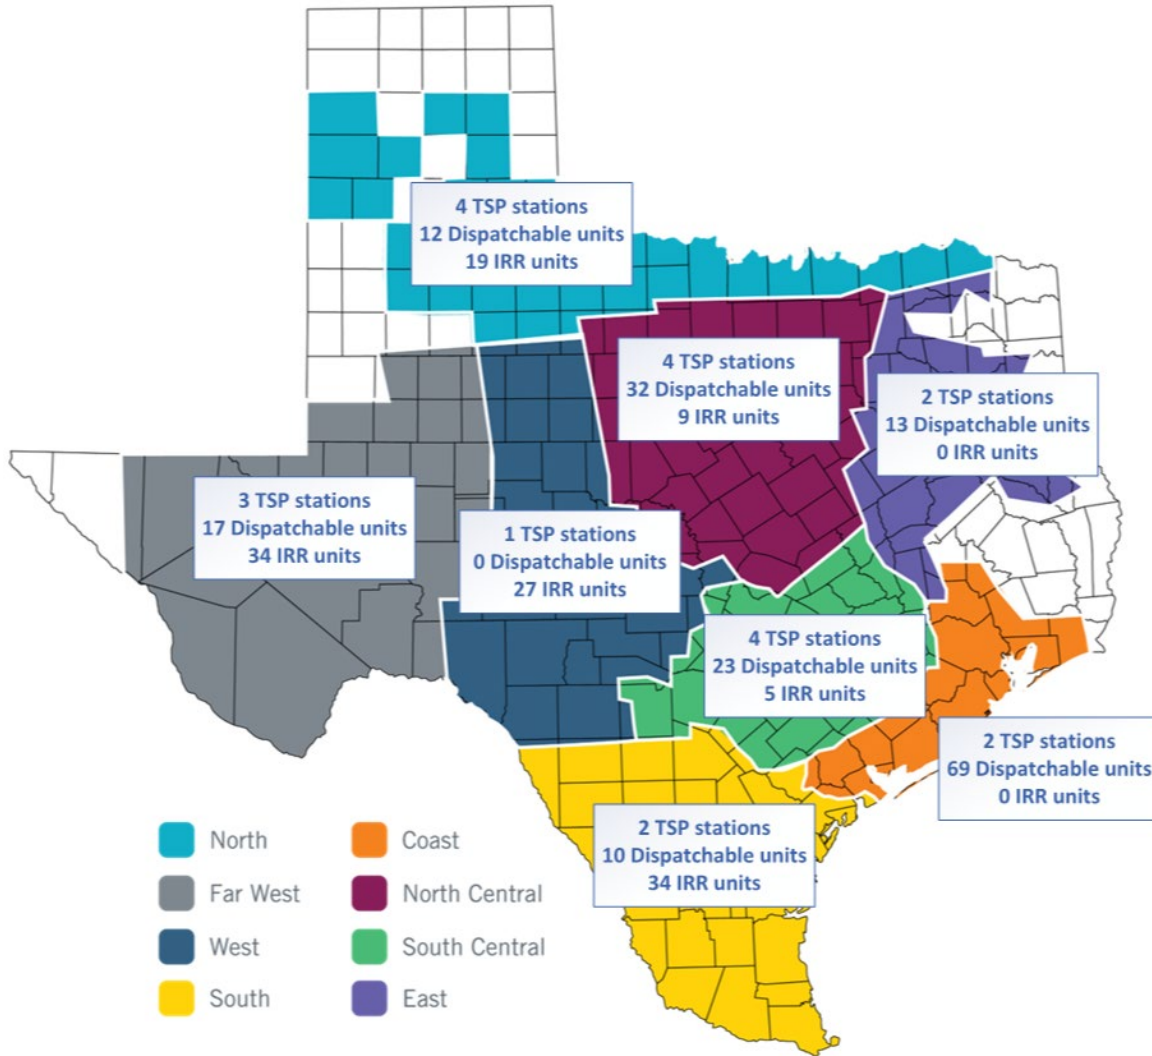 4 TSP stations
12 Dispatchable units
19 IRR units
4 TSP stations
32 Dispatchable units
9 IRR units
2 TSP stations
13 Dispatchable units
0 IRR units
3 TSP stations
17 Dispatchable units
34 IRR units
1 TSP stations
0 Dispatchable units
27 IRR units
4 TSP stations
23 Dispatchable units
5 IRR units
2 TSP stations
69 Dispatchable units
0 IRR units
2 TSP stations
10 Dispatchable units
34 IRR units
North
Far West
West
South
Coast
North Central
South Central
East